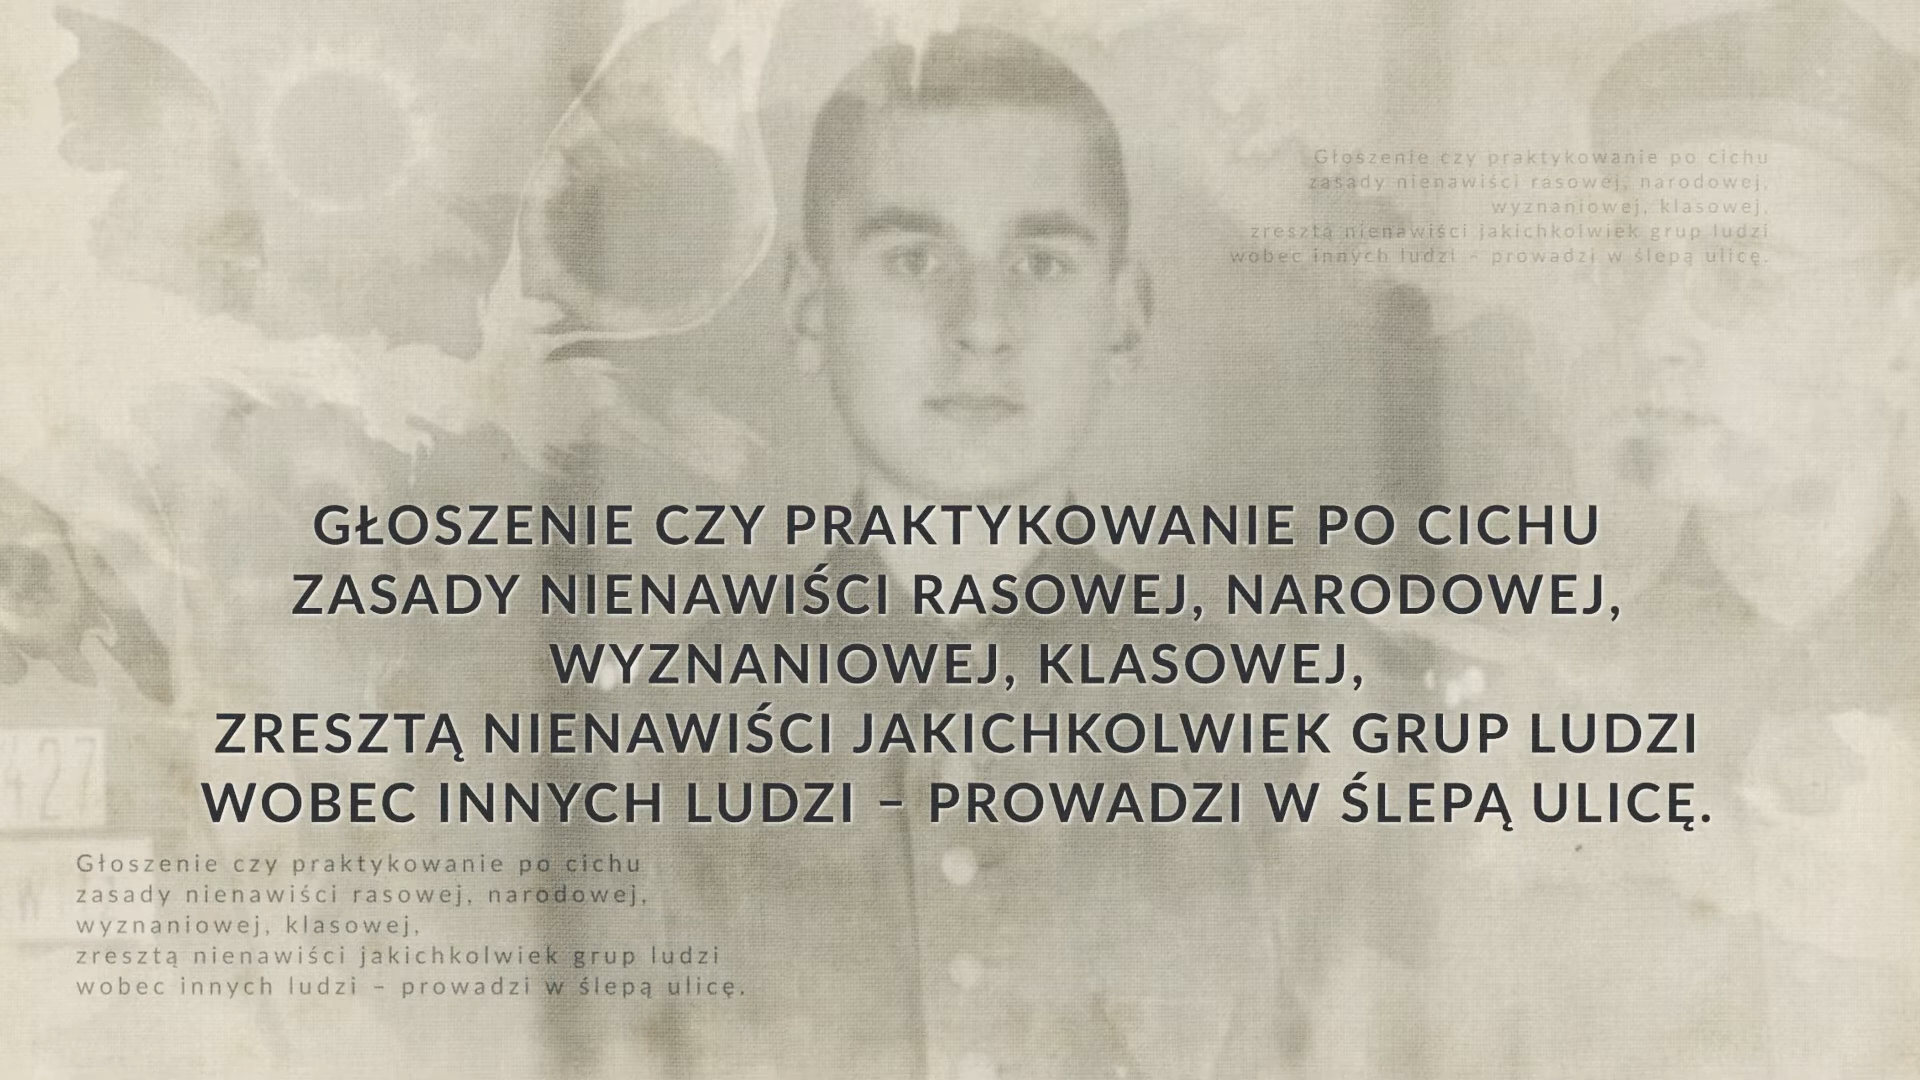 Głoszenie czy praktykowanie po cichu
zasady nienawiści rasowej, narodowej,
wyznaniowej, klasowej,
zresztą nienawiści jakichkolwiek grup ludzi
wobec innych ludzi – prowadzi w ślepą ulicę.
GŁOSZENIE CZY PRAKTYKOWANIE PO CICHU
ZASADY NIENAWIŚCI RASOWEJ, NARODOWEJ,
WYZNANIOWEJ, KLASOWEJ,
ZRESZTĄ NIENAWIŚCI JAKICHKOLWIEK GRUP LUDZI
WOBEC INNYCH LUDZI – PROWADZI W ŚLEPĄ ULICĘ.
427
Głoszenie czy praktykowanie po cichu
zasady nienawiści rasowej, narodowej,
wyznaniowej, klasowej,
zresztą nienawiści jakichkolwiek grup ludzi
wobec innych ludzi – prowadzi w ślepą ulicę.